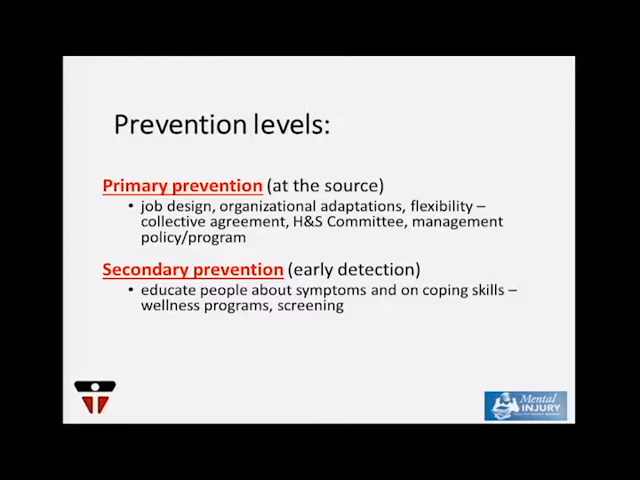 Prevention levels:
Primary prevention (at the source)
• job design, organizational adaptations, flexibility –
collective agreement, H&S Committee, management
policy/program
Secondary prevention (early detection)
• educate people about symptoms and on coping skills –
wellness programs, screening
Mental
INJURY